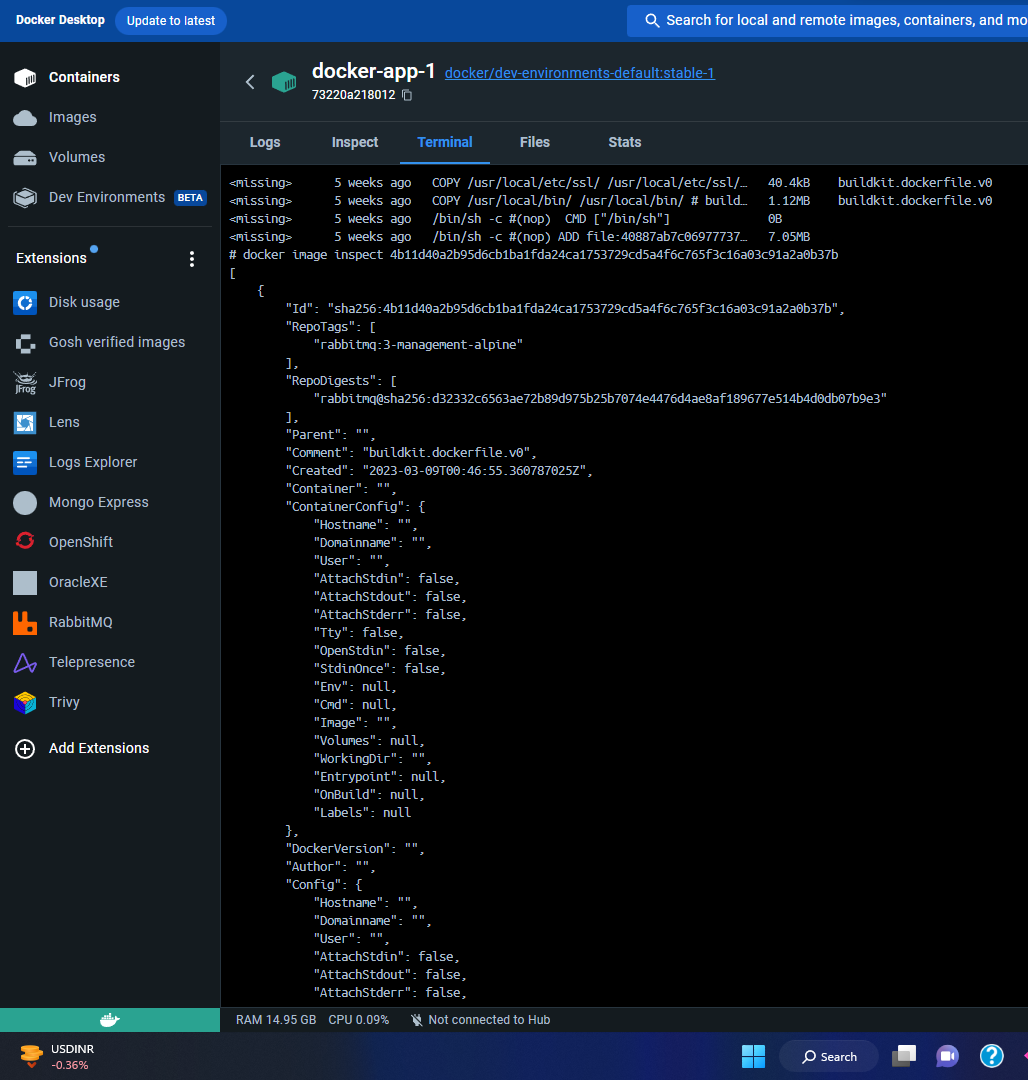 Docker Desktop
Update to latest
Search for local and remote images, containers, and mo
Containers
Images
Volumes
Dev Environments BETA
Extensions
Disk usage
Gosh verified images
JFrog
JFrog
Lens
Logs Explorer
Mongo Express
OpenShift
OracleXE
RabbitMQ
Telepresence
Trivy
Add Extensions
docker-app-1 docker/dev-environments-default:stable-1
73220a218012
Logs Inspect Terminal Files Stats
<missing> 5 weeks ago COPY /usr/local/etc/ssl/ /usr/local/etc/ssl/… 40.4kB buildkit.dockerfile.v0
<missing> 5 weeks ago COPY /usr/local/bin/ /usr/local/bin/ # build… 1.12MB buildkit.dockerfile.v0
<missing> 5 weeks ago /bin/sh -c #(nop) CMD ["/bin/sh"] 0B
<missing> 5 weeks ago /bin/sh -c #(nop) ADD file:40887ab7c06977737… 7.05MB
# docker image inspect 4b11d40a2b95d6cb1ba1fda24ca1753729cd5a4f6c765f3c16a03c91a2a0b37b
[
{
"Id": "sha256:4b11d40a2b95d6cb1ba1fda24ca1753729cd5a4f6c765f3c16a03c91a2a0b37b",
"RepoTags": [
"rabbitmq:3-management-alpine"
],
"RepoDigests": [
"rabbitmq@sha256:d32332c6563ae72b89d975b25b7074e4476d4ae8af189677e514b4d0db07b9e3"
],
"Parent": "",
"Comment": "buildkit.dockerfile.v0",
"Created": "2023-03-09T00:46:55.360787025Z",
"Container": "",
"ContainerConfig": {
"Hostname": "",
"Domainname": "",
"User": "",
"AttachStdin": false,
"AttachStdout": false,
"AttachStderr": false,
"Tty": false,
"OpenStdin": false,
"StdinOnce": false,
"Env": null,
"Cmd": null,
"Image": "",
"Volumes": null,
"WorkingDir": "",
"Entrypoint": null,
"OnBuild": null,
"Labels": null
},
"DockerVersion": "",
"Author": "",
"Config": {
"Hostname": "",
"Domainname": "",
"User": "",
"AttachStdin": false,
"AttachStdout": false,
"AttachStderr": false,
RAM 14.95 GB CPU 0.09% Not connected to Hub
USDINR
-0.36%
Search